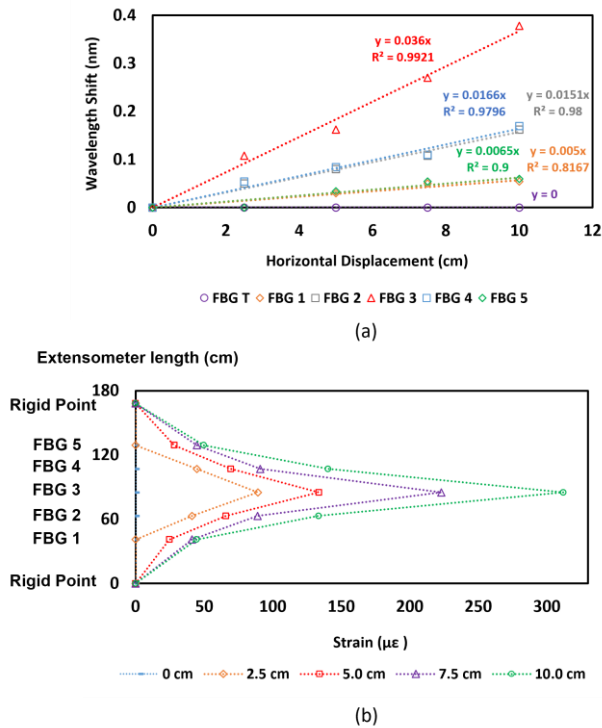 0.4
y = 0.036x
R² = 0.9921
0.3
y = 0.0166x
R² = 0.9796
y = 0.0151x
R² = 0.98
0.2
y = 0.0065x
R² = 0.9
y = 0.005x
R² = 0.8167
0.1
y = 0
0
Wavelength Shift (nm)
0 2 4 6 8 10 12
Horizontal Displacement (cm)
FBG T FBG 1 FBG 2 FBG 3 FBG 4 FBG 5
(a)
Extensometer length (cm)
180
Rigid Point
FBG 5
120
FBG 4
FBG 3
FBG 2
60
FBG 1
Rigid Point
0
0 50 100 150 200 250 300
Strain (με )
0 cm 2.5 cm 5.0 cm 7.5 cm 10.0 cm
(b)